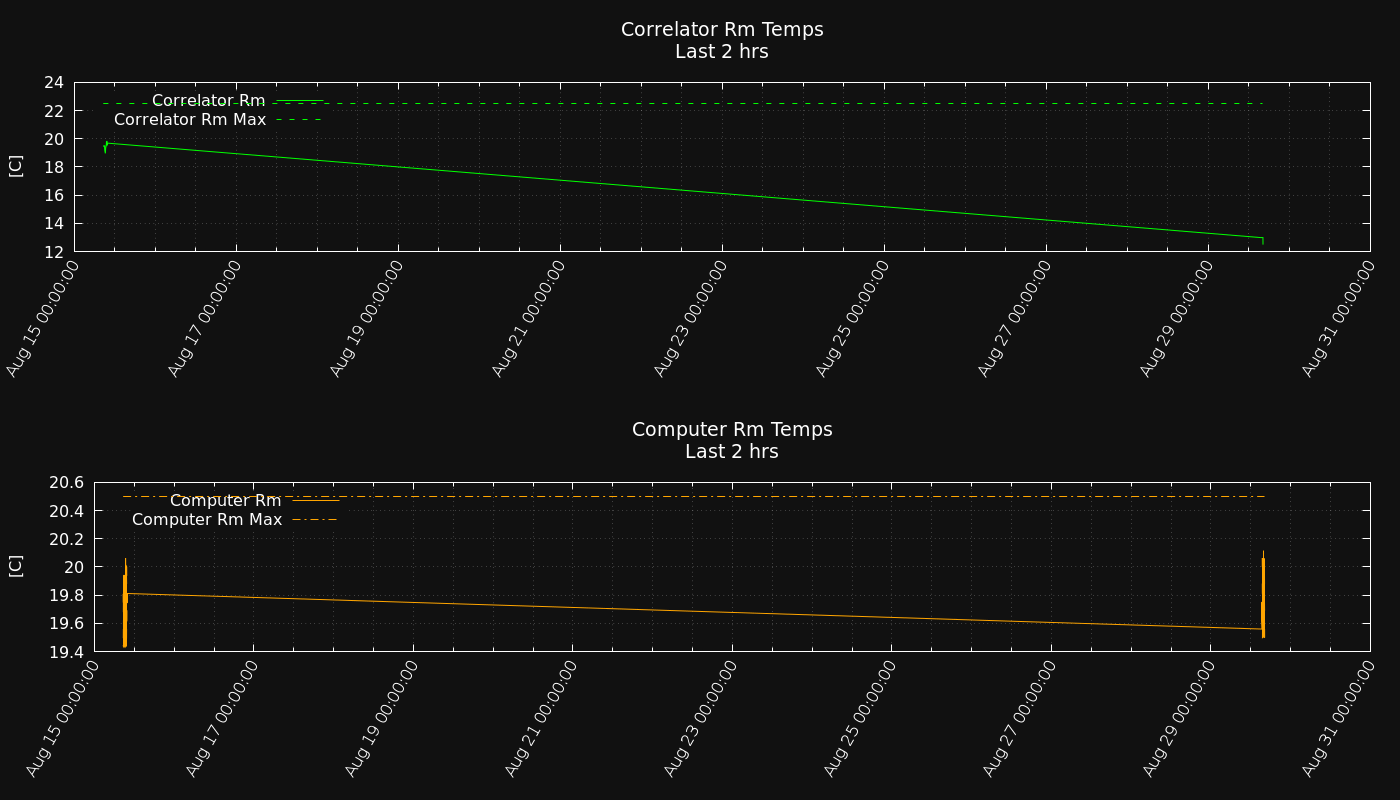 Correlator Rm Temps
Last 2 hrs
24
22
20
18
16
14
12
[C]
Correlator Rm
Correlator Rm Max
Aug 15 00:00:00
Aug 17 00:00:00
Aug 19 00:00:00
Aug 21 00:00:00
Aug 23 00:00:00
Aug 25 00:00:00
Aug 27 00:00:00
Aug 29 00:00:00
Aug 31 00:00:00
Computer Rm Temps
Last 2 hrs
20.6
20.4
20.2
20
19.8
19.6
19.4
[C]
Computer Rm
Computer Rm Max
Aug 15 00:00:00
Aug 17 00:00:00
Aug 19 00:00:00
Aug 21 00:00:00
Aug 23 00:00:00
Aug 25 00:00:00
Aug 27 00:00:00
Aug 29 00:00:00
Aug 31 00:00:00